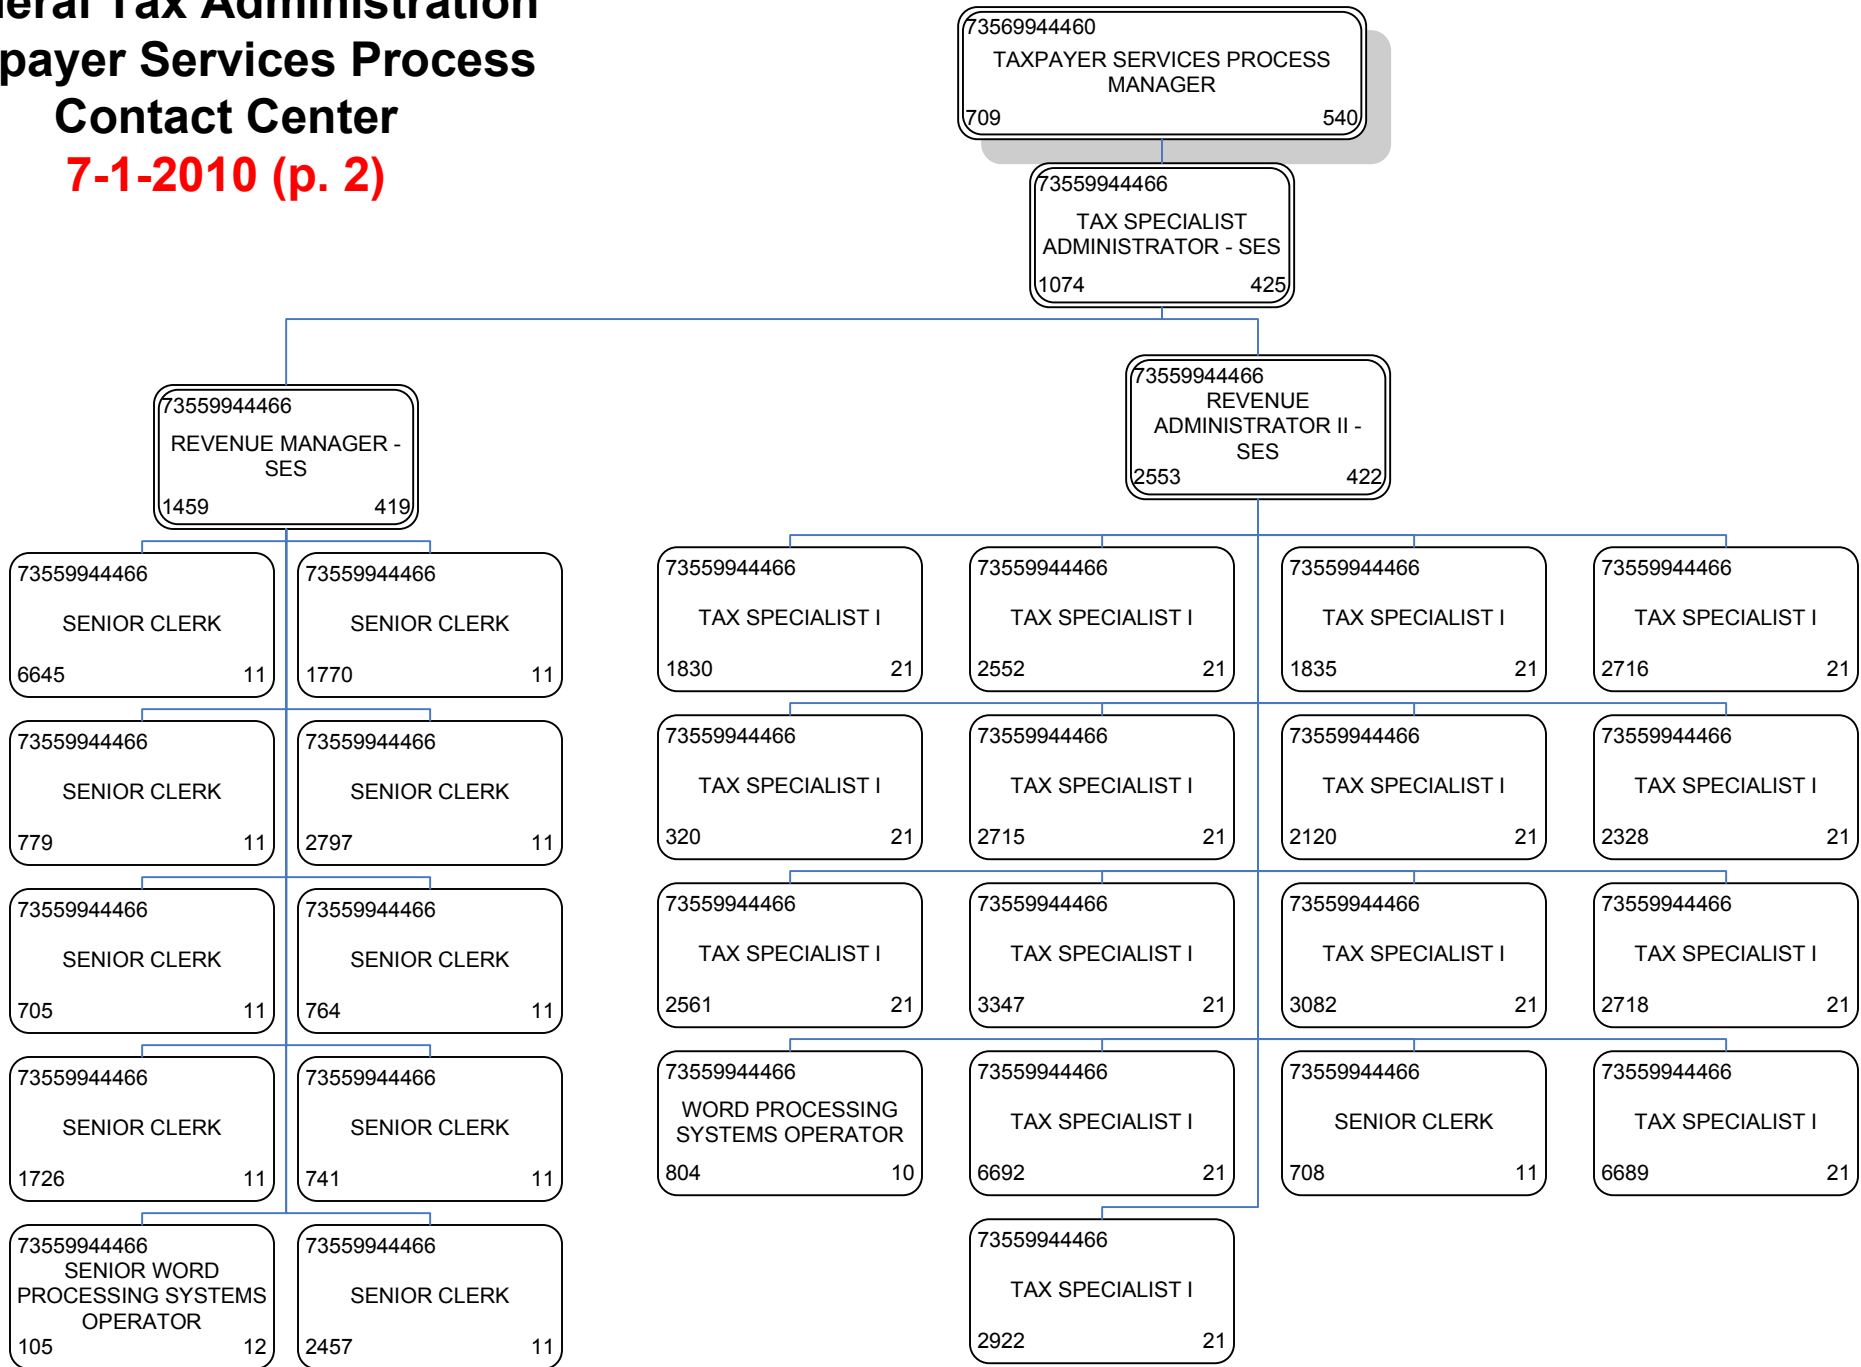 eral Tax Administration
payer Services Process
Contact Center
7-1-2010 (p. 2)
73569944460
TAXPAYER SERVICES PROCESS
MANAGER
709 540
73559944466
TAX SPECIALIST
ADMINISTRATOR - SES
1074 425
73559944466
REVENUE MANAGER -
SES
1459 419
73559944466
REVENUE
ADMINISTRATOR II -
SES
2553 422
73559944466
SENIOR CLERK
6645 11
73559944466
SENIOR CLERK
1770 11
73559944466
SENIOR CLERK
779 11
73559944466
SENIOR CLERK
2797 11
73559944466
SENIOR CLERK
705 11
73559944466
SENIOR CLERK
764 11
73559944466
SENIOR CLERK
1726 11
73559944466
SENIOR CLERK
741 11
73559944466
SENIOR WORD
PROCESSING SYSTEMS
OPERATOR
105 12
73559944466
SENIOR CLERK
2457 11
73559944466
TAX SPECIALIST I
1830 21
73559944466
TAX SPECIALIST I
2552 21
73559944466
TAX SPECIALIST I
1835 21
73559944466
TAX SPECIALIST I
2716 21
73559944466
TAX SPECIALIST I
320 21
73559944466
TAX SPECIALIST I
2715 21
73559944466
TAX SPECIALIST I
2120 21
73559944466
TAX SPECIALIST I
2328 21
73559944466
TAX SPECIALIST I
2561 21
73559944466
TAX SPECIALIST I
3347 21
73559944466
TAX SPECIALIST I
3082 21
73559944466
TAX SPECIALIST I
2718 21
73559944466
WORD PROCESSING
SYSTEMS OPERATOR
804 10
73559944466
TAX SPECIALIST I
6692 21
73559944466
SENIOR CLERK
708 11
73559944466
TAX SPECIALIST I
6689 21
73559944466
TAX SPECIALIST I
2922 21